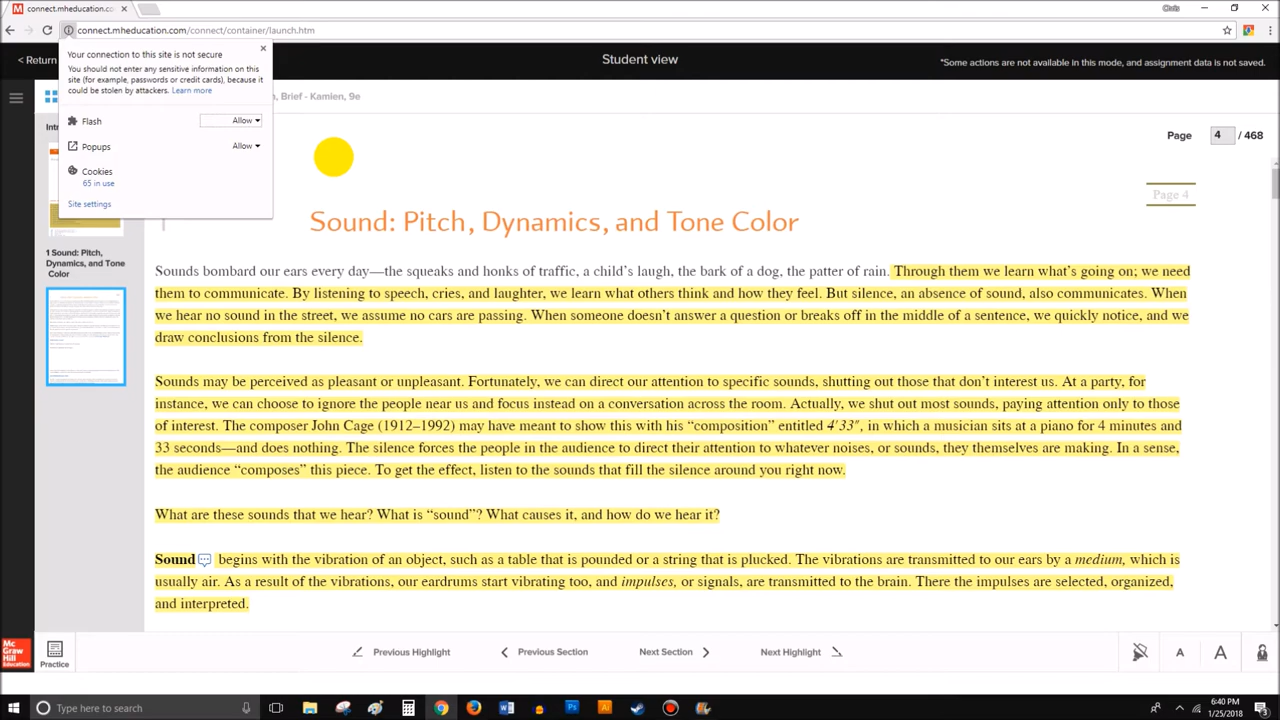 connect.mheducation.com/
Chris
connect.mheducation.com/connect/container/launch.htm
Your connection to this site is not secure
You should not enter any sensitive information on this
site (for example, passwords or credit cards), because it
could be stolen by attackers. Learn more
Flash Allow
Popups Allow
Cookies
65 in use
Site settings
< Return
Student view
*Some actions are not available in this mode, and assignment data is not saved.
, Brief - Kamien, 9e
Page 4 / 468
Page 4
1 Sound: Pitch,
Dynamics, and Tone
Color
Sound: Pitch, Dynamics, and Tone Color
Sounds bombard our ears every day—the squeaks and honks of traffic, a child's laugh, the bark of a dog, the patter of rain. Through them we learn what's going on; we need
them to communicate. By listening to speech, cries, and laughter, we learn what others think and how they feel. But silence, an absence of sound, also communicates. When
we hear no sound in the street, we assume no cars are passing. When someone doesn't answer a question or breaks off in the middle of a sentence, we quickly notice, and we
draw conclusions from the silence.
Sounds may be perceived as pleasant or unpleasant. Fortunately, we can direct our attention to specific sounds, shutting out those that don't interest us. At a party, for
instance, we can choose to ignore the people near us and focus instead on a conversation across the room. Actually, we shut out most sounds, paying attention only to those
of interest. The composer John Cage (1912–1992) may have meant to show this with his "composition" entitled 4'33", in which a musician sits at a piano for 4 minutes and
33 seconds—and does nothing. The silence forces the people in the audience to direct their attention to whatever noises, or sounds, they themselves are making. In a sense,
the audience "composes" this piece. To get the effect, listen to the sounds that fill the silence around you right now.
What are these sounds that we hear? What is "sound"? What causes it, and how do we hear it?
Sound begins with the vibration of an object, such as a table that is pounded or a string that is plucked. The vibrations are transmitted to our ears by a medium, which is
usually air. As a result of the vibrations, our eardrums start vibrating too, and impulses, or signals, are transmitted to the brain. There the impulses are selected, organized,
and interpreted.
Mc
Graw
Hill
Education
Practice
Previous Highlight
Previous Section
Next Section
Next Highlight
A
A
Type here to search
6:40 PM
1/25/2018